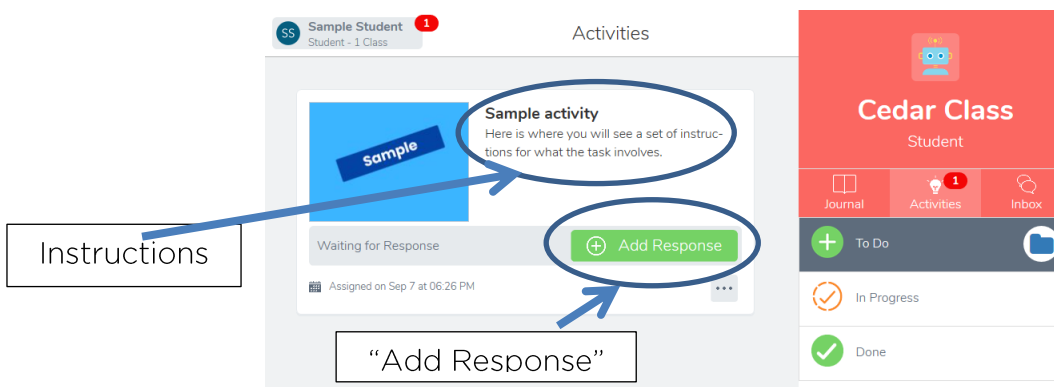 SS
Sample Student
1
Student - 1 Class
Activities
Sample
Sample activity
Here is where you will see a set of instruc-
tions for what the task involves.
Instructions
Waiting for Response
Add Response
Assigned on Sep 7 at 06:26 PM
“Add Response”
Cedar Class
Student
Journal
Activities
1
Inbox
To Do
In Progress
Done